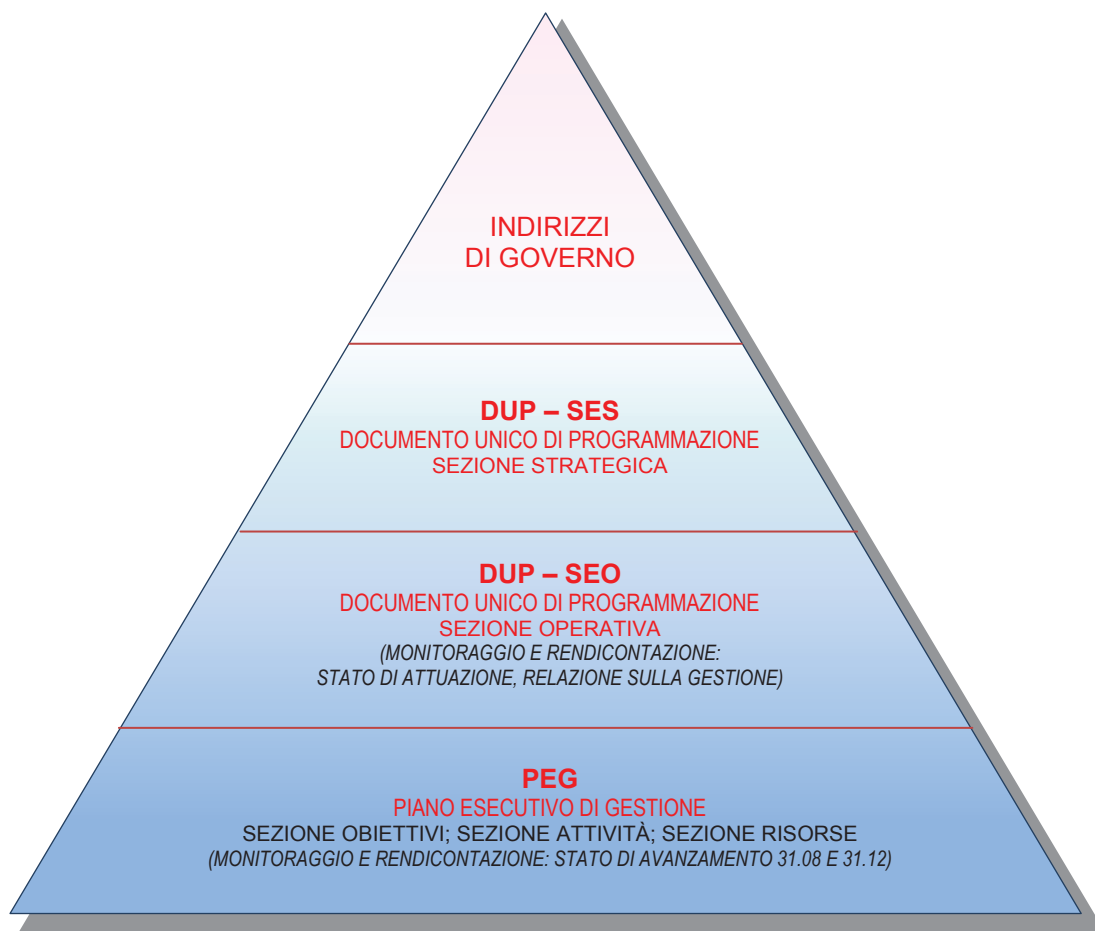 INDIRIZZI
DI GOVERNO
DUP – SES
DOCUMENTO UNICO DI PROGRAMMAZIONE
SEZIONE STRATEGICA
DUP – SEO
DOCUMENTO UNICO DI PROGRAMMAZIONE
SEZIONE OPERATIVA
(MONITORAGGIO E RENDICONTAZIONE:
STATO DI ATTUAZIONE, RELAZIONE SULLA GESTIONE)
PEG
PIANO ESECUTIVO DI GESTIONE
SEZIONE OBIETTIVI; SEZIONE ATTIVITÀ; SEZIONE RISORSE
(MONITORAGGIO E RENDICONTAZIONE: STATO DI AVANZAMENTO 31.08 E 31.12)